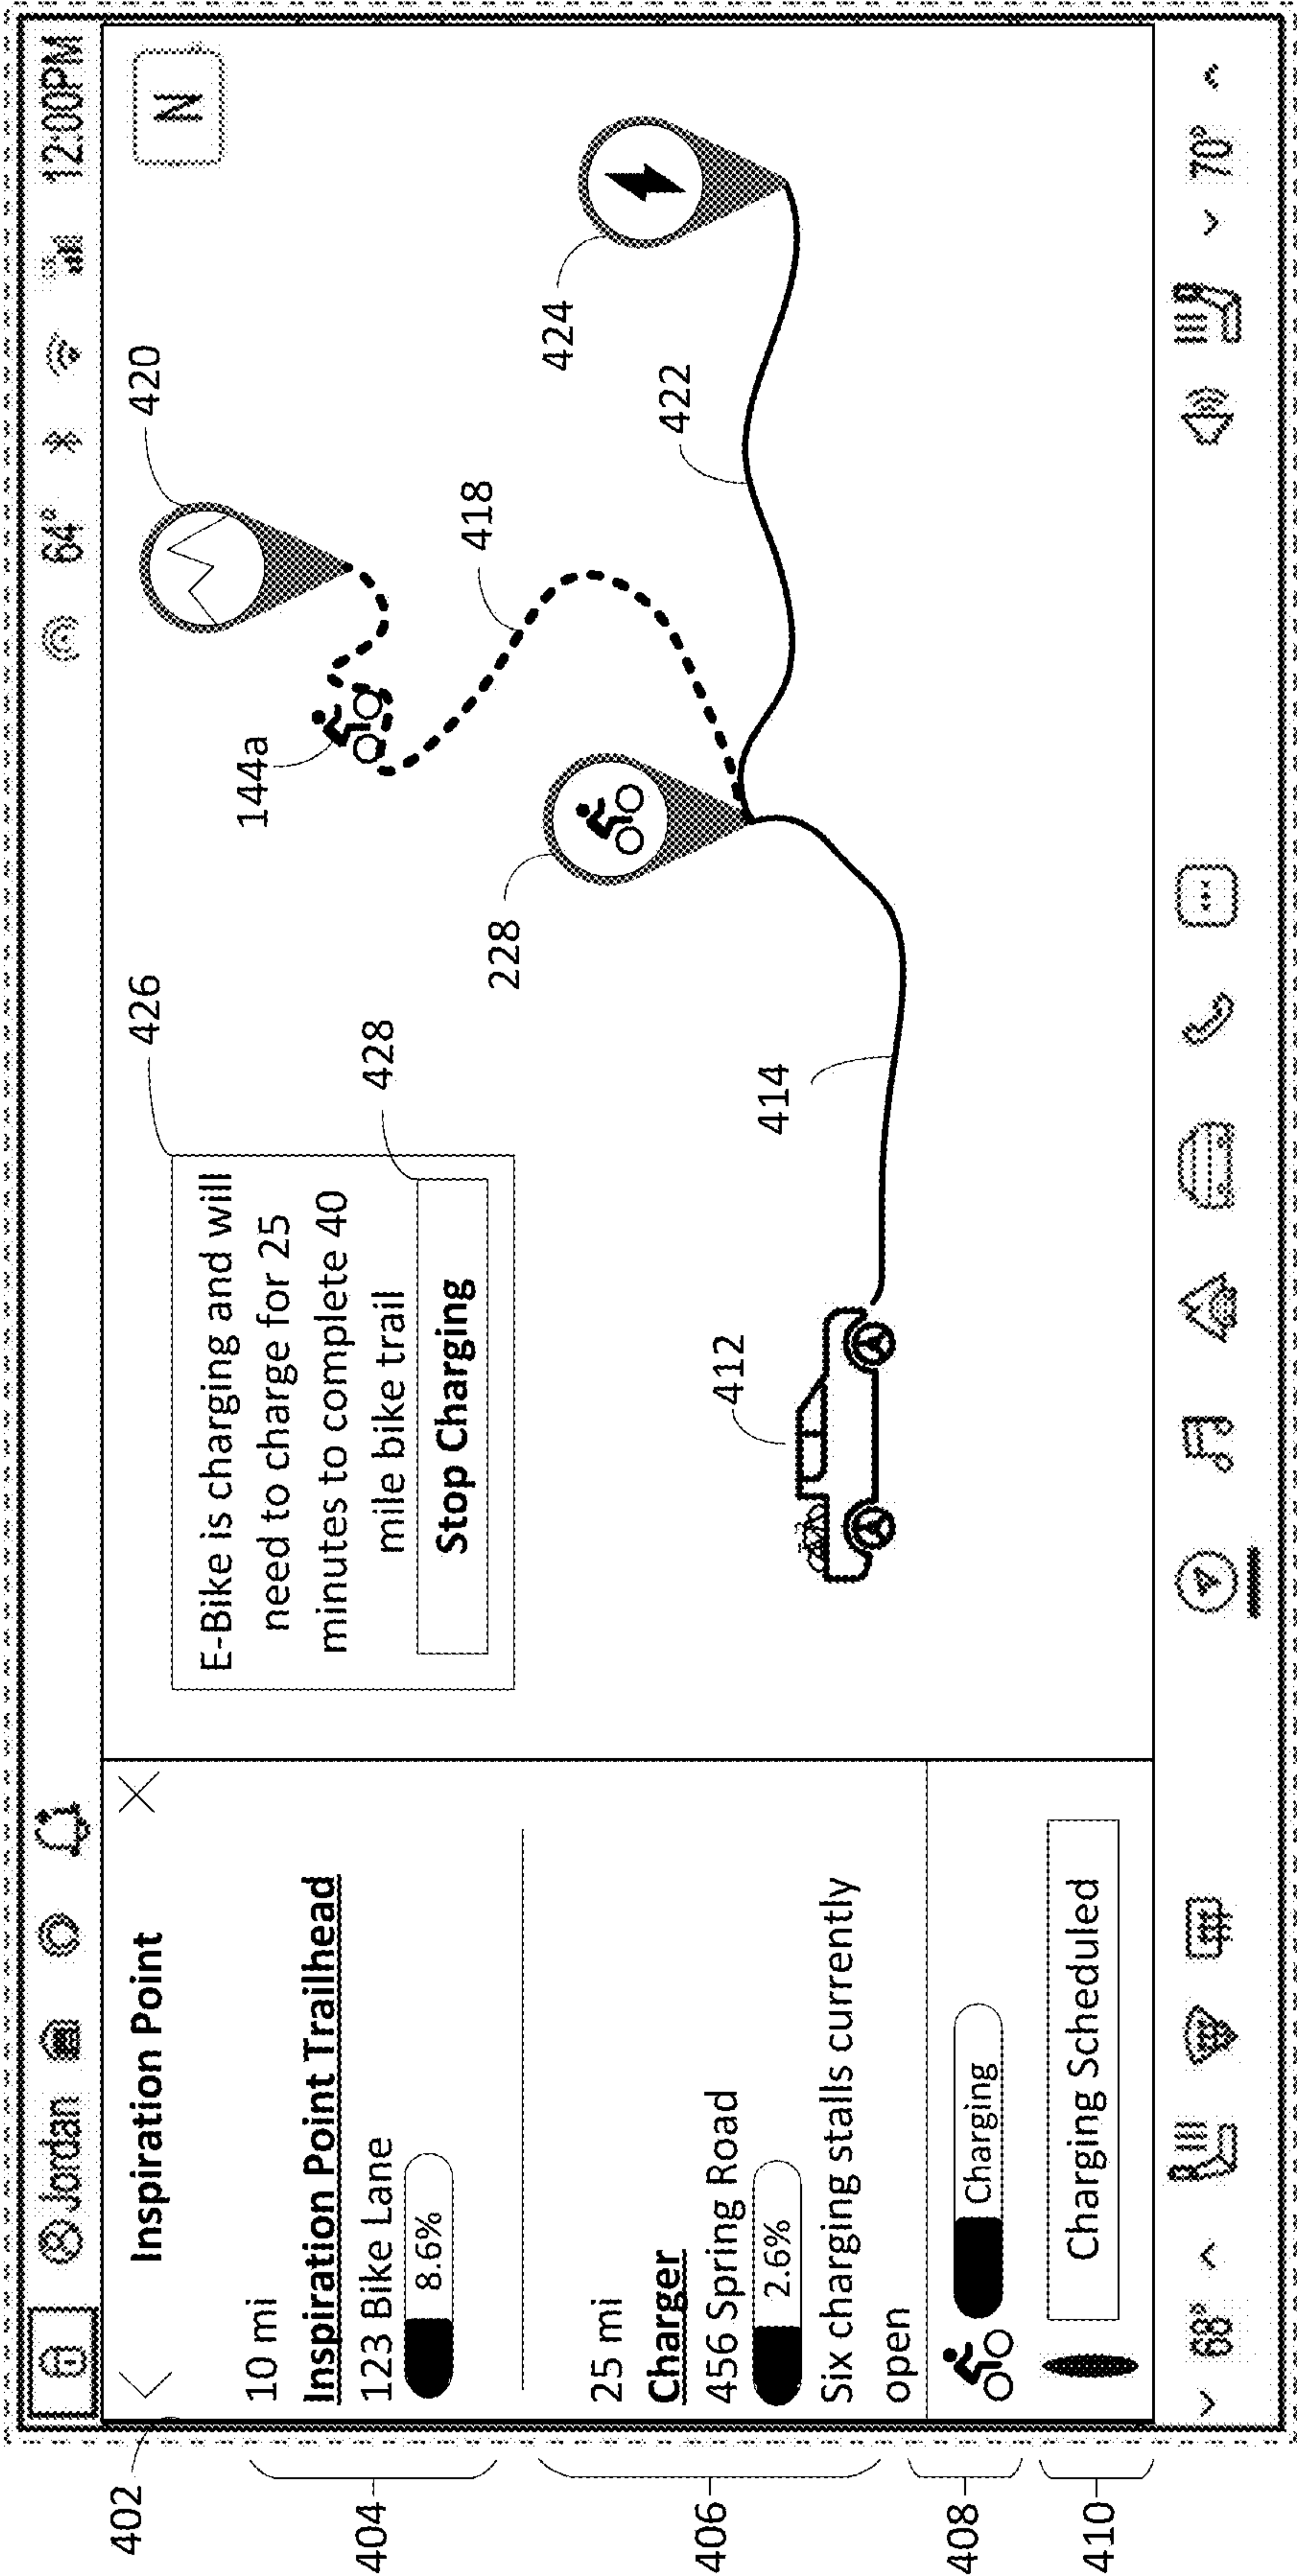 Jordan
64°
12:00PM
402
Inspiration Point
N
404
10 mi
Inspiration Point Trailhead
123 Bike Lane
8.6%
406
25 mi
Charger
456 Spring Road
2.6%
Six charging stalls currently
open
408
Charging
410
Charging Scheduled
426
E-Bike is charging and will
need to charge for 25
minutes to complete 40
mile bike trail
428
Stop Charging
420
144a
418
228
424
422
412
414
68°
70°